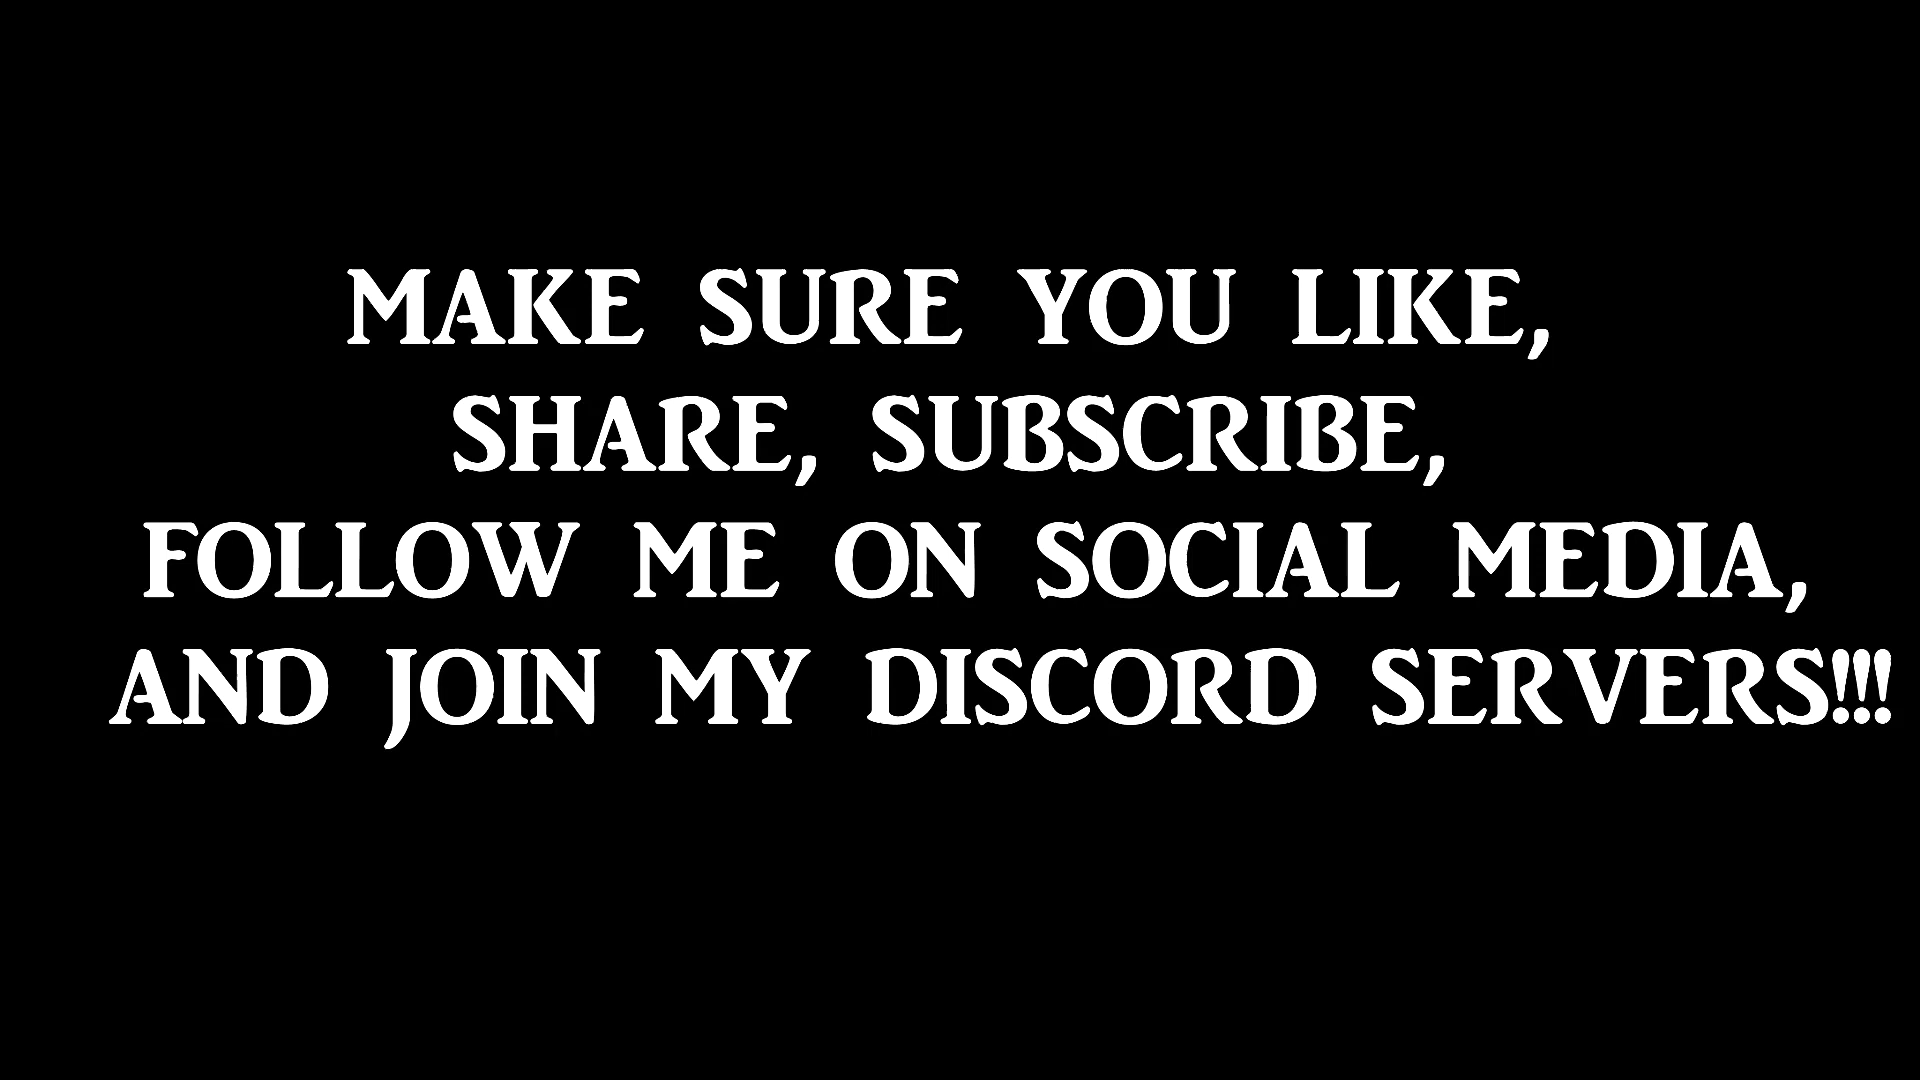 MAKE SURE YOU LIKE,
SHARE, SUBSCRIBE,
FOLLOW ME ON SOCIAL MEDIA,
AND JOIN MY DISCORD SERVERS!!!